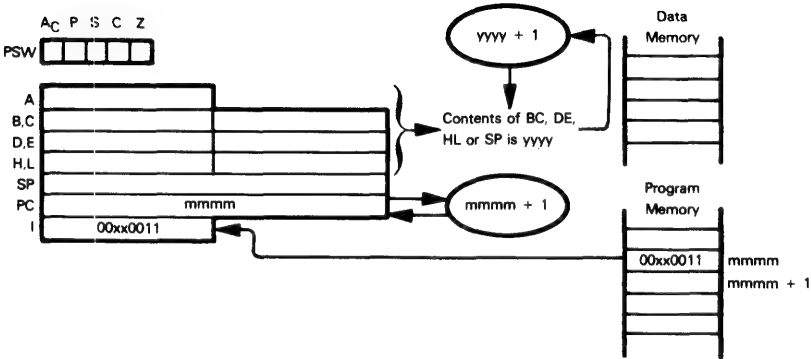 A_C P S C Z
PSW
A
B,C
D,E
H,L
SP
PC mmmm
I 00xx0011
yyyy + 1
Contents of BC, DE,
HL or SP is yyyy
mmmm + 1
Data
Memory
Program
Memory
00xx0011 mmmm
mmmm + 1